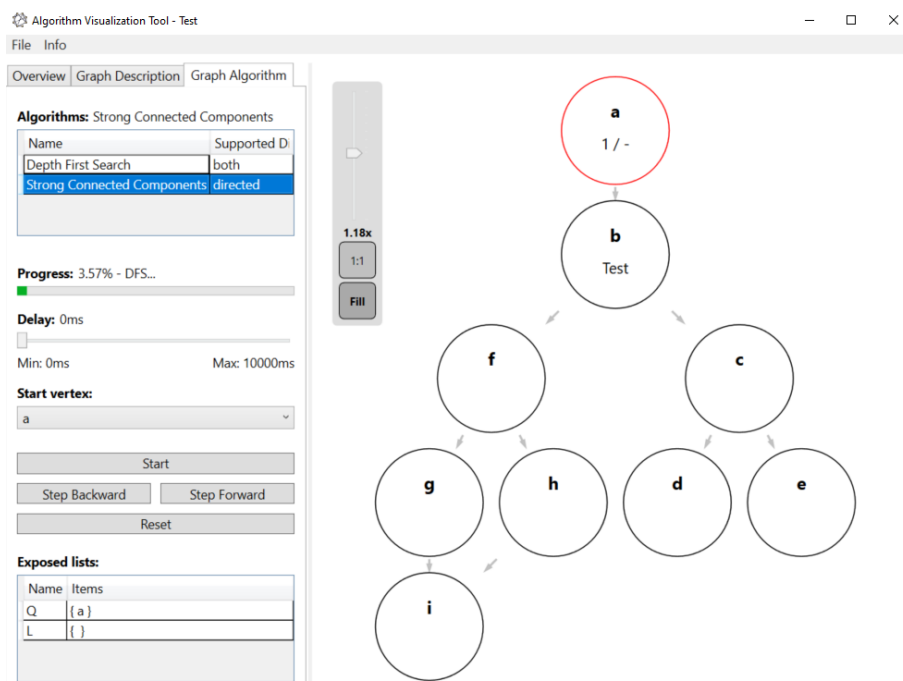 Algorithm Visualization Tool - Test
File Info
Overview Graph Description Graph Algorithm
Algorithms: Strong Connected Components
Name Supported Di
Depth First Search both
Strong Connected Components directed
Progress: 3.57% - DFS...
Delay: 0ms
Min: 0ms Max: 10000ms
Start vertex:
a
Start
Step Backward Step Forward
Reset
Exposed lists:
Name Items
Q { a }
L { }
1.18x
1:1
Fill
a
1 / -
b
Test
f c
g h d e
i